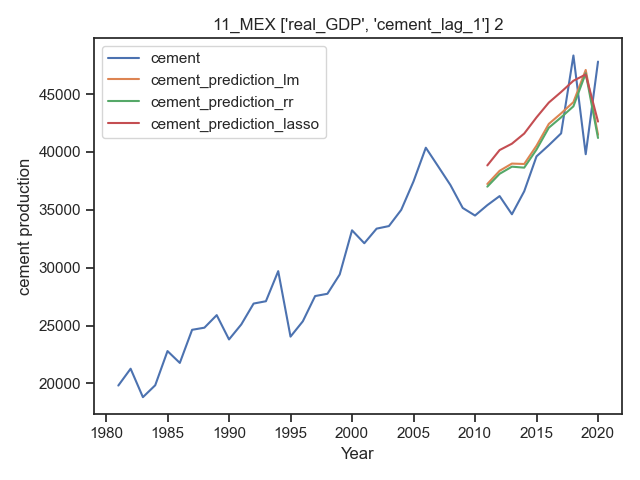 11_MEX ['real_GDP', 'cement_lag_1'] 2
cement
cement_prediction_lm
cement_prediction_rr
cement_prediction_lasso
45000
40000
35000
30000
25000
20000
cement production
1980 1985 1990 1995 2000 2005 2010 2015 2020
Year